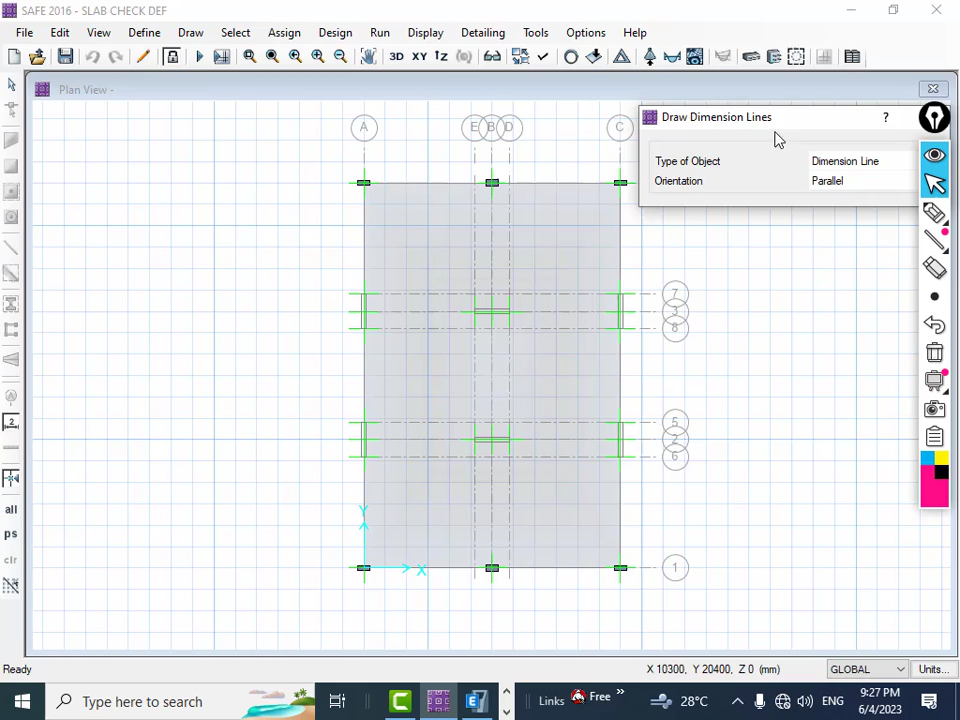 SAFE 2016 - SLAB CHECK DEF
File Edit View Define Draw Select Assign Design Run Display Detailing Tools Options Help
3D XY
Plan View -
A E B D C
Draw Dimension Lines ?
Type of Object Dimension Line
Orientation Parallel
7
3
8
5
2
6
1
Y
X
2
all
ps
clr
Ready X 10300, Y 20400, Z 0 (mm) GLOBAL Units...
Type here to search Links Free » 28°C ENG 9:27 PM 6/4/2023